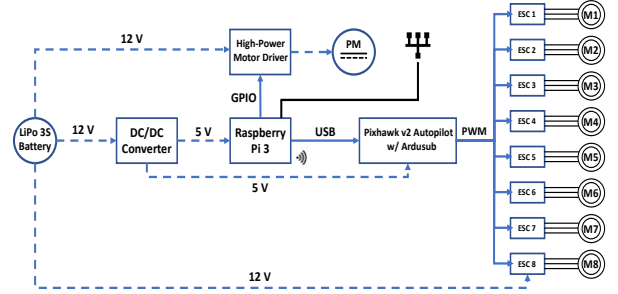 12 V
High-Power
Motor Driver
PM
GPIO
LiPo 3S
Battery
12 V
DC/DC
Converter
5 V
Raspberry
Pi 3
USB
Pixhawk v2 Autopilot
w/ Ardusub
PWM
5 V
12 V
ESC 1
M1
ESC 2
M2
ESC 3
M3
ESC 4
M4
ESC 5
M5
ESC 6
M6
ESC 7
M7
ESC 8
M8